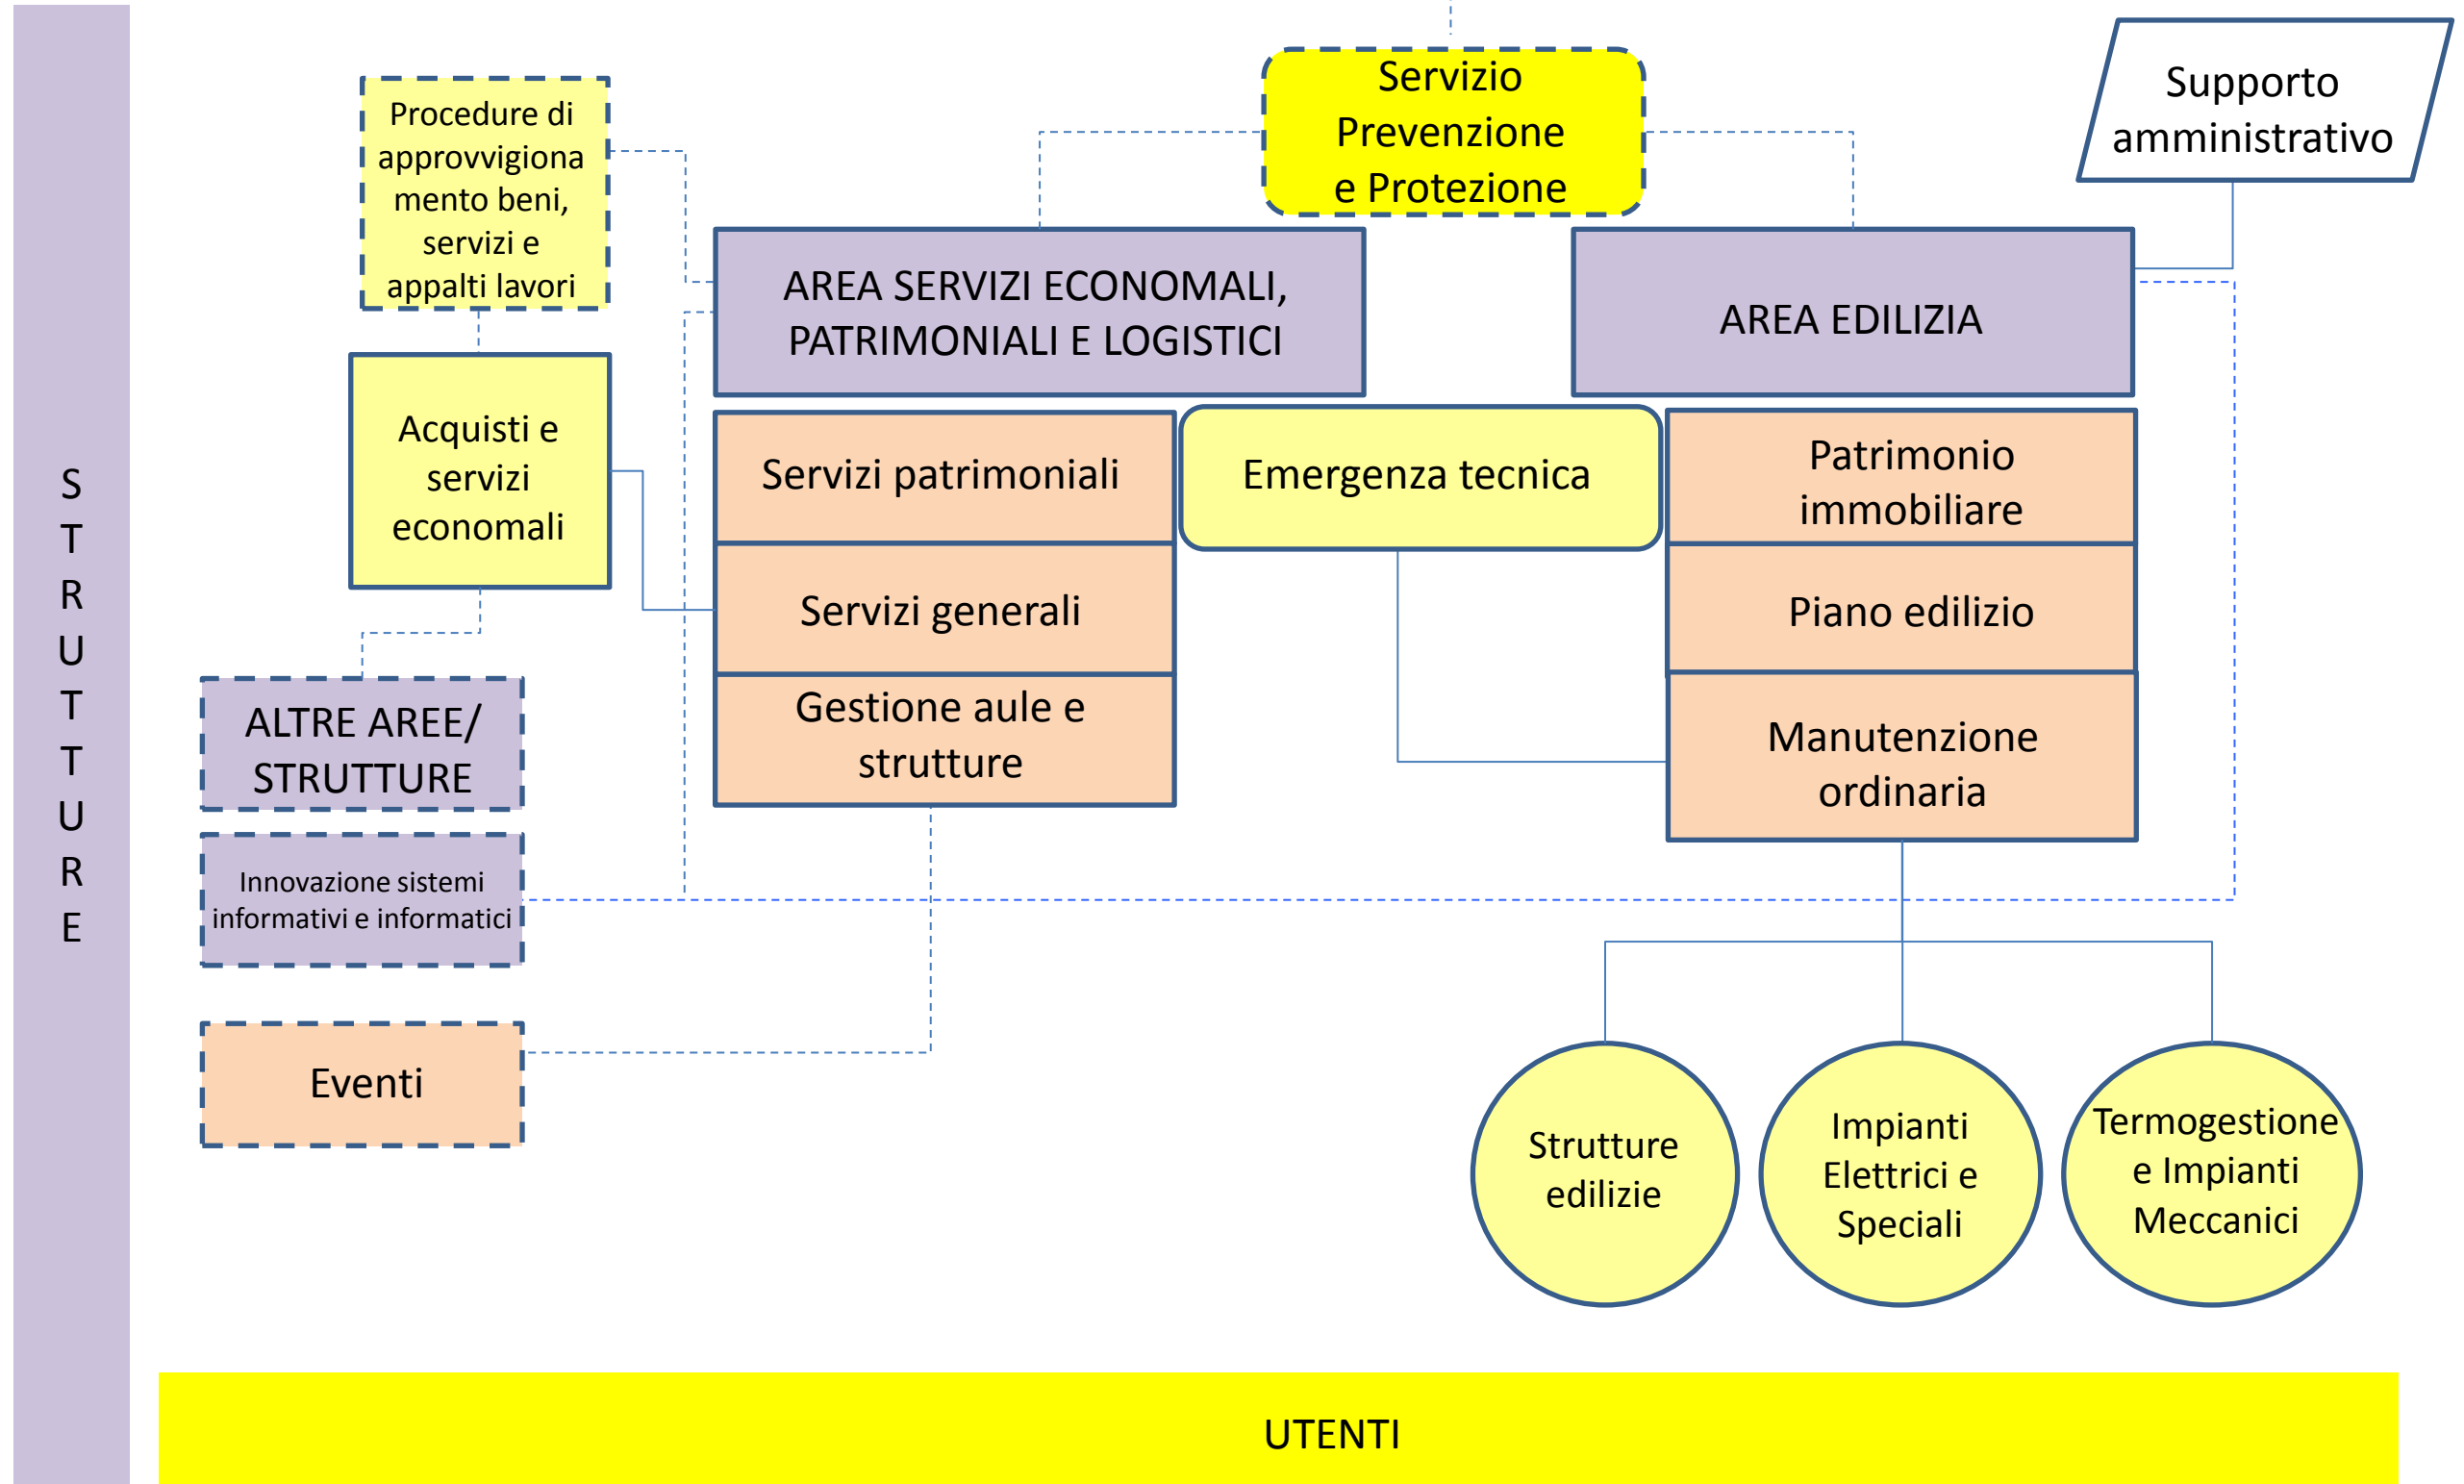 S
T
R
U
T
T
U
R
E
Servizio
Prevenzione
e Protezione
Supporto
amministrativo
Procedure di
approvvigiona
mento beni,
servizi e
appalti lavori
AREA SERVIZI ECONOMALI,
PATRIMONIALI E LOGISTICI
AREA EDILIZIA
Acquisti e
servizi
economali
Servizi patrimoniali
Emergenza tecnica
Patrimonio
immobiliare
Servizi generali
Piano edilizio
Gestione aule e
strutture
Manutenzione
ordinaria
ALTRE AREE/
STRUTTURE
Innovazione sistemi
informativi e informatici
Eventi
Strutture
edilizie
Impianti
Elettrici e
Speciali
Termogestione
e Impianti
Meccanici
UTENTI